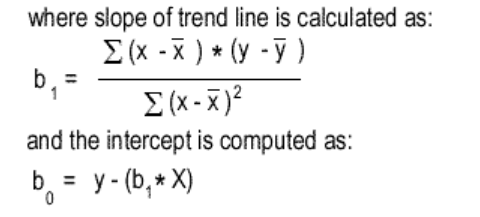 where slope of trend line is calculated as:
b₁ = Σ(x - x̄ ) * (y - ȳ ) / Σ(x - x̄)²
and the intercept is computed as:
b₀ = y - (b₁* X)